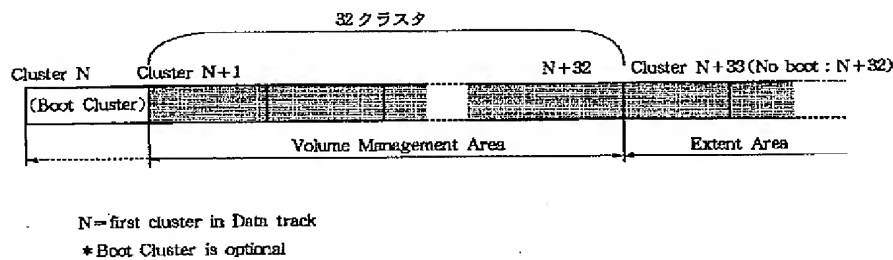 32クラスタ
Cluster N Cluster N+1 N+32 Cluster N+33(No boot : N+32)
(Boot Cluster)
Volume Management Area Extent Area
N=first cluster in Data track
*Boot Cluster is optional